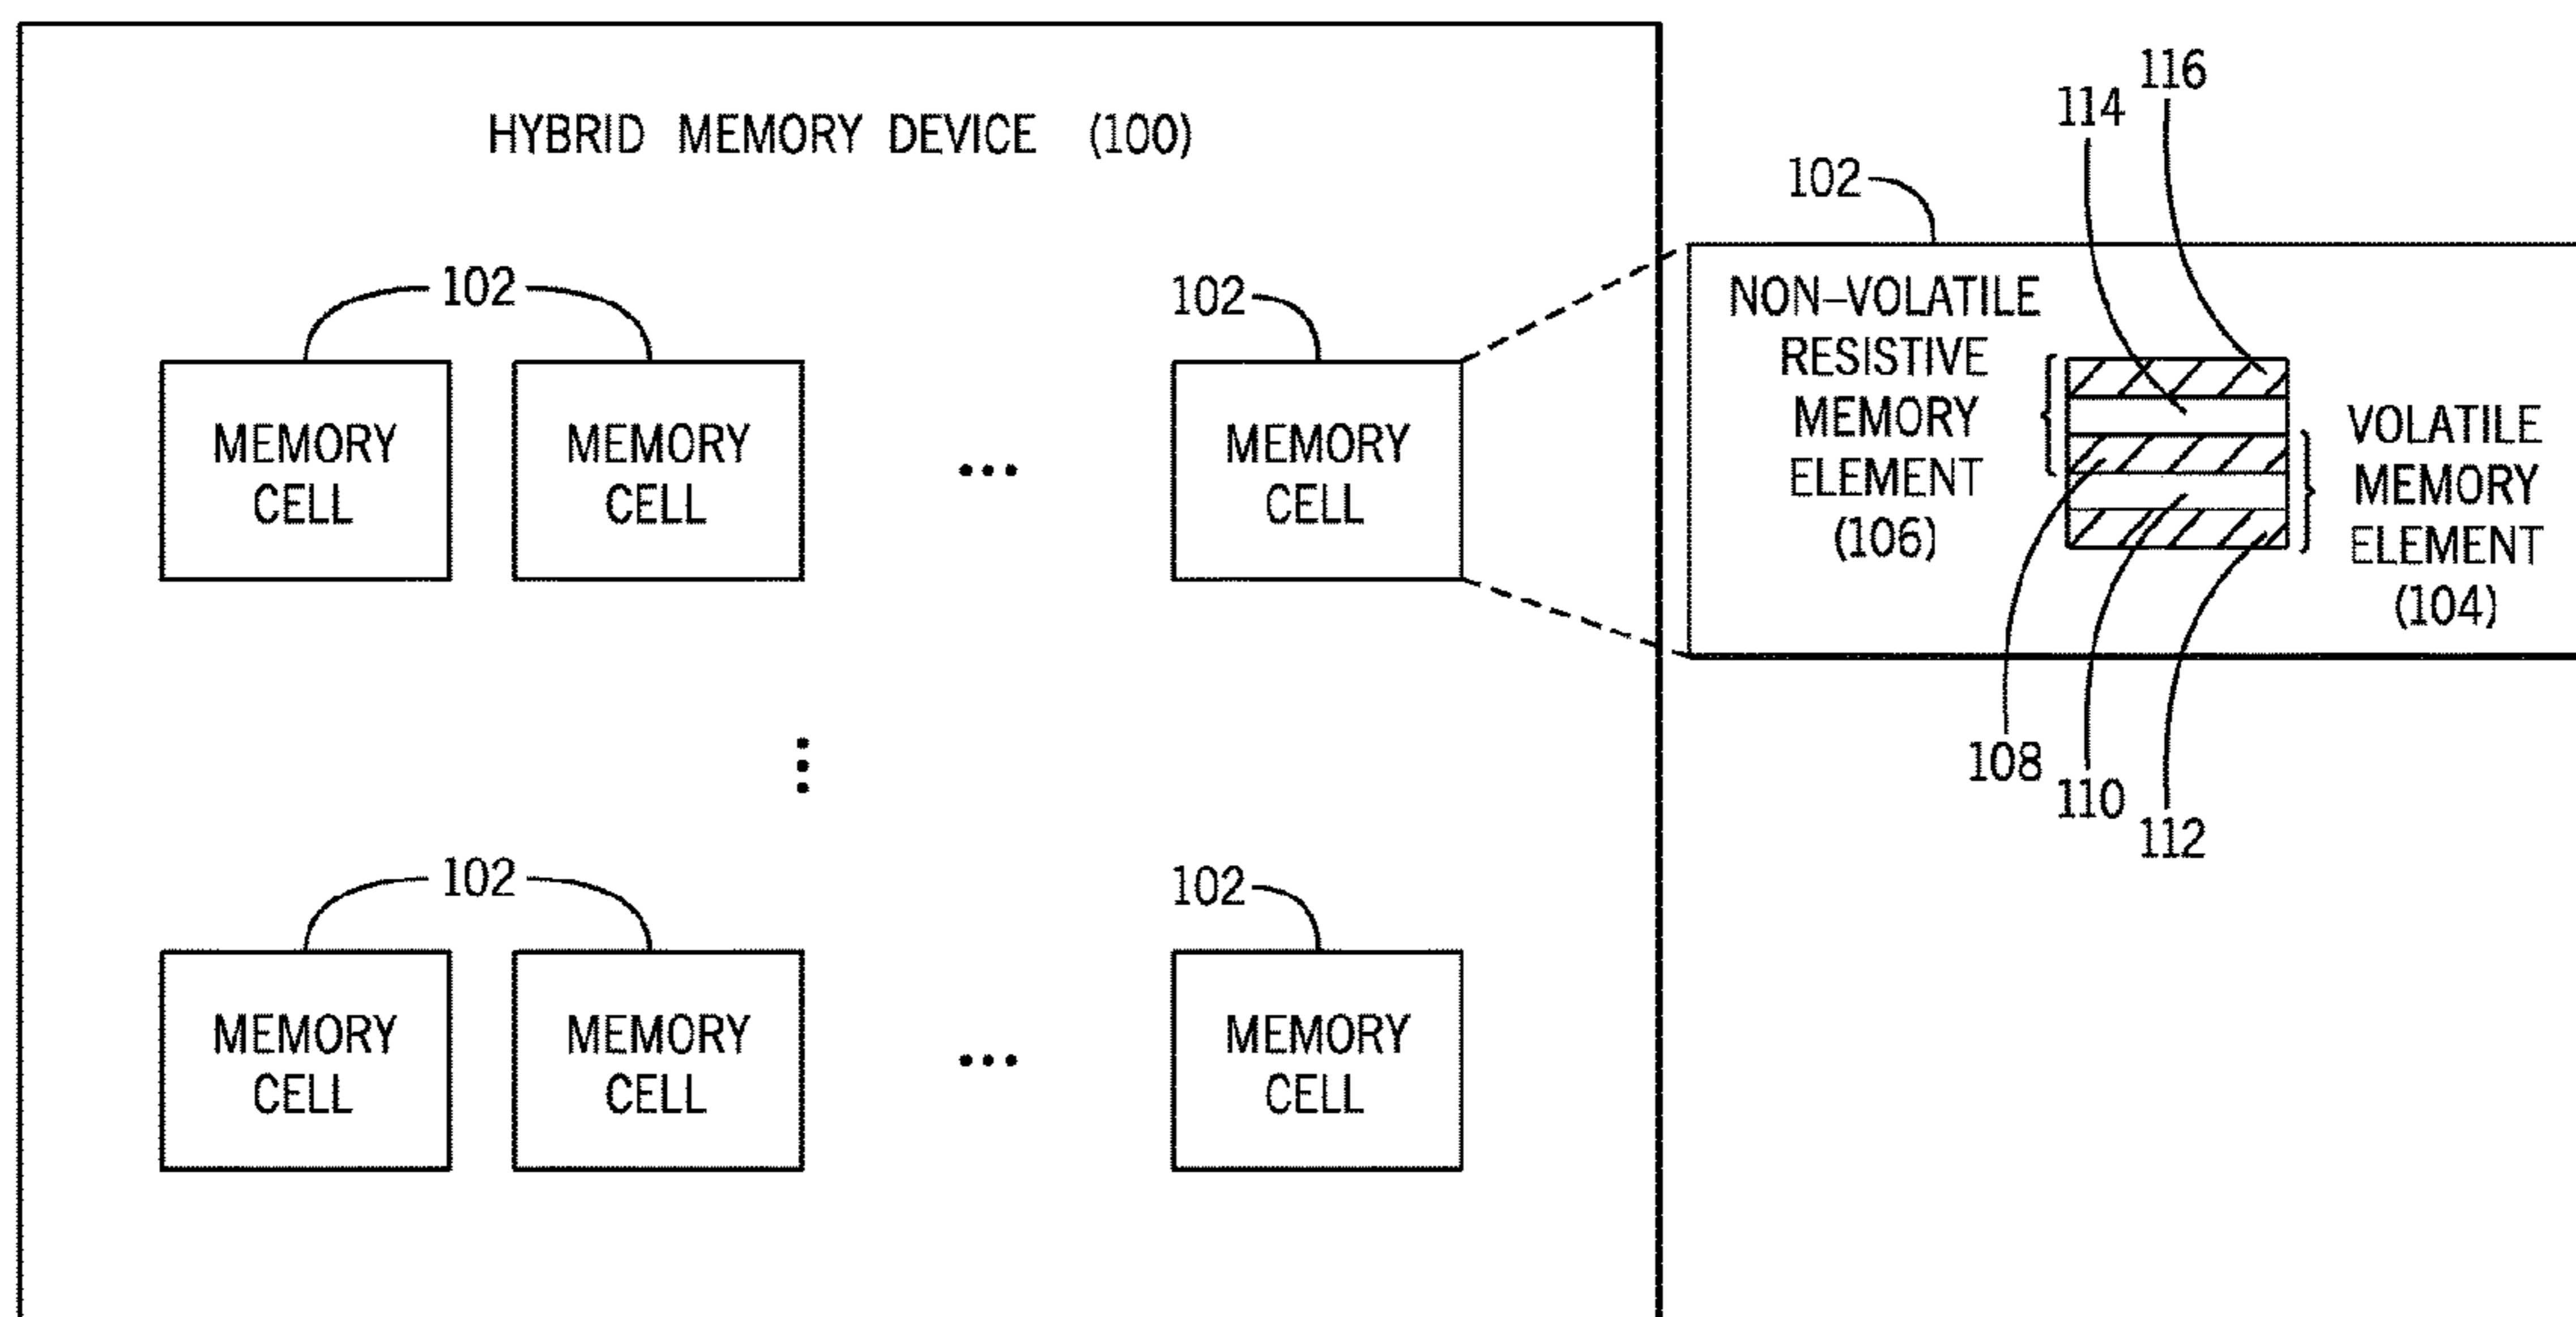 HYBRID MEMORY DEVICE (100)
102
102
MEMORY
CELL
MEMORY
CELL
...
MEMORY
CELL
102
102
MEMORY
CELL
MEMORY
CELL
...
MEMORY
CELL
116
114
102
NON–VOLATILE
RESISTIVE
MEMORY
ELEMENT
(106)
VOLATILE
MEMORY
ELEMENT
(104)
108
110
112